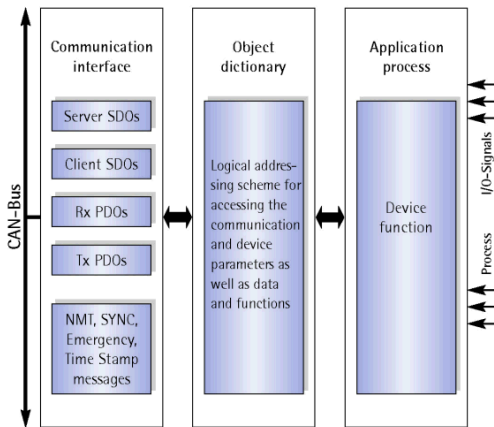 CAN-Bus
Communication
interface
Server SDOs
Client SDOs
Rx PDOs
Tx PDOs
NMT, SYNC,
Emergency,
Time Stamp
messages
Object
dictionary
Logical addres-
sing scheme for
accessing the
communication
and device
parameters as
well as data
and functions
Application
process
Device
function
I/O-Signals
Process